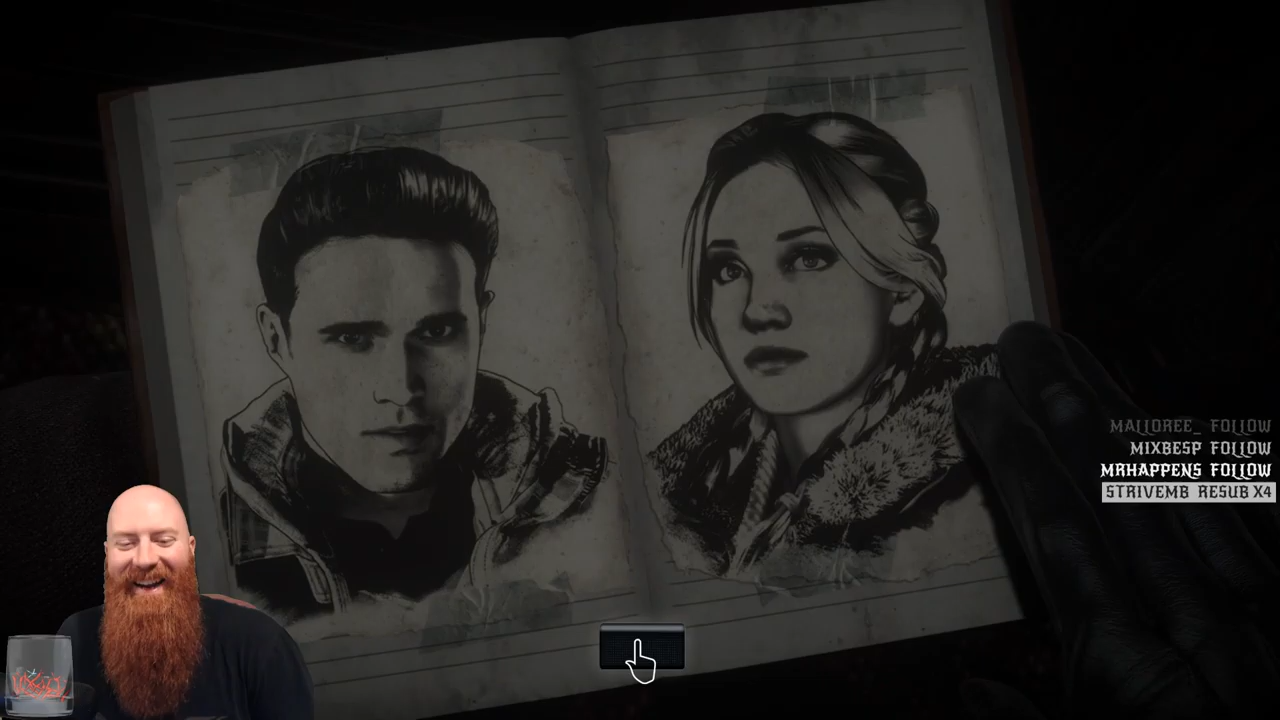 MALLOREE_ FOLLOW
MIXBESP FOLLOW
MRHAPPENS FOLLOW
STRIVEMB RESUB X4